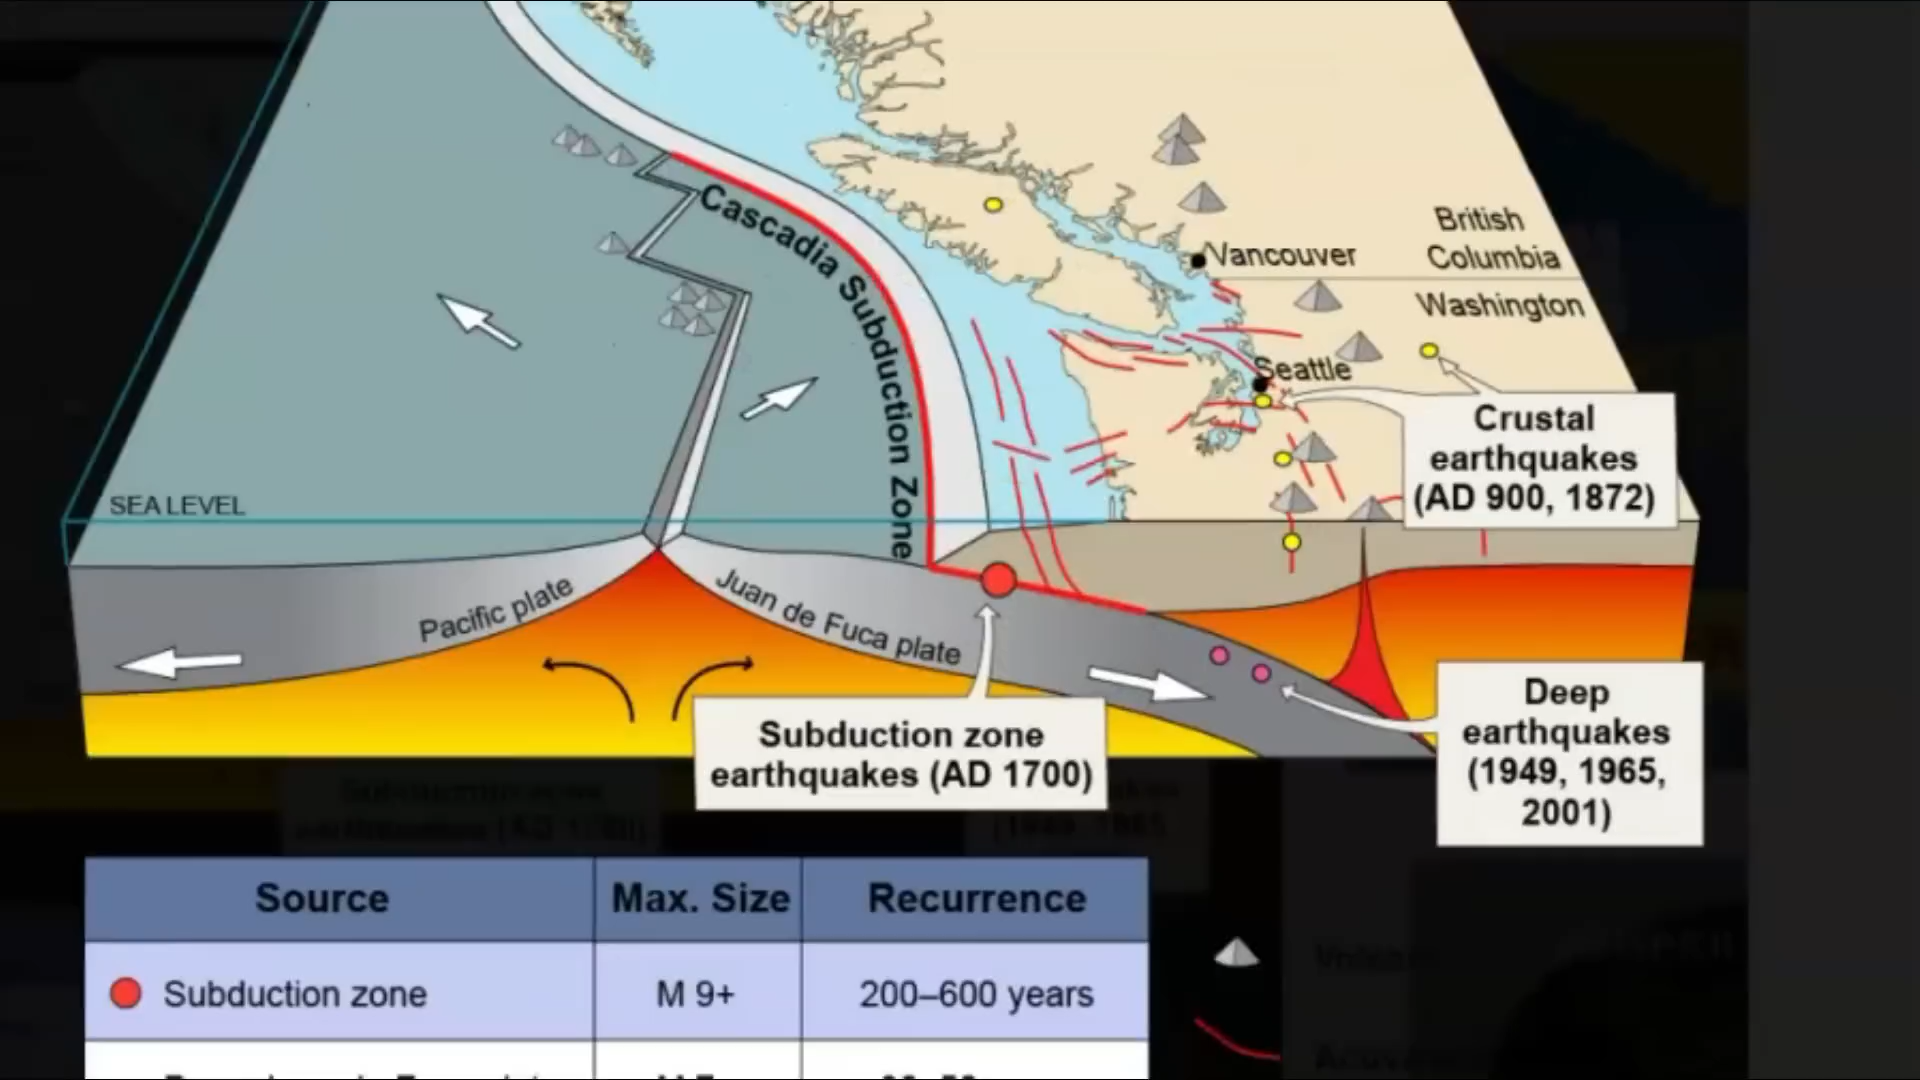 Cascadia Subduction Zone
Vancouver
British
Columbia
Washington
Seattle
Crustal
earthquakes
(AD 900, 1872)
SEA LEVEL
Pacific plate
Juan de Fuca plate
Subduction zone
earthquakes (AD 1700)
Deep
earthquakes
(1949, 1965,
2001)
Source Max. Size Recurrence
Subduction zone M 9+ 200–600 years